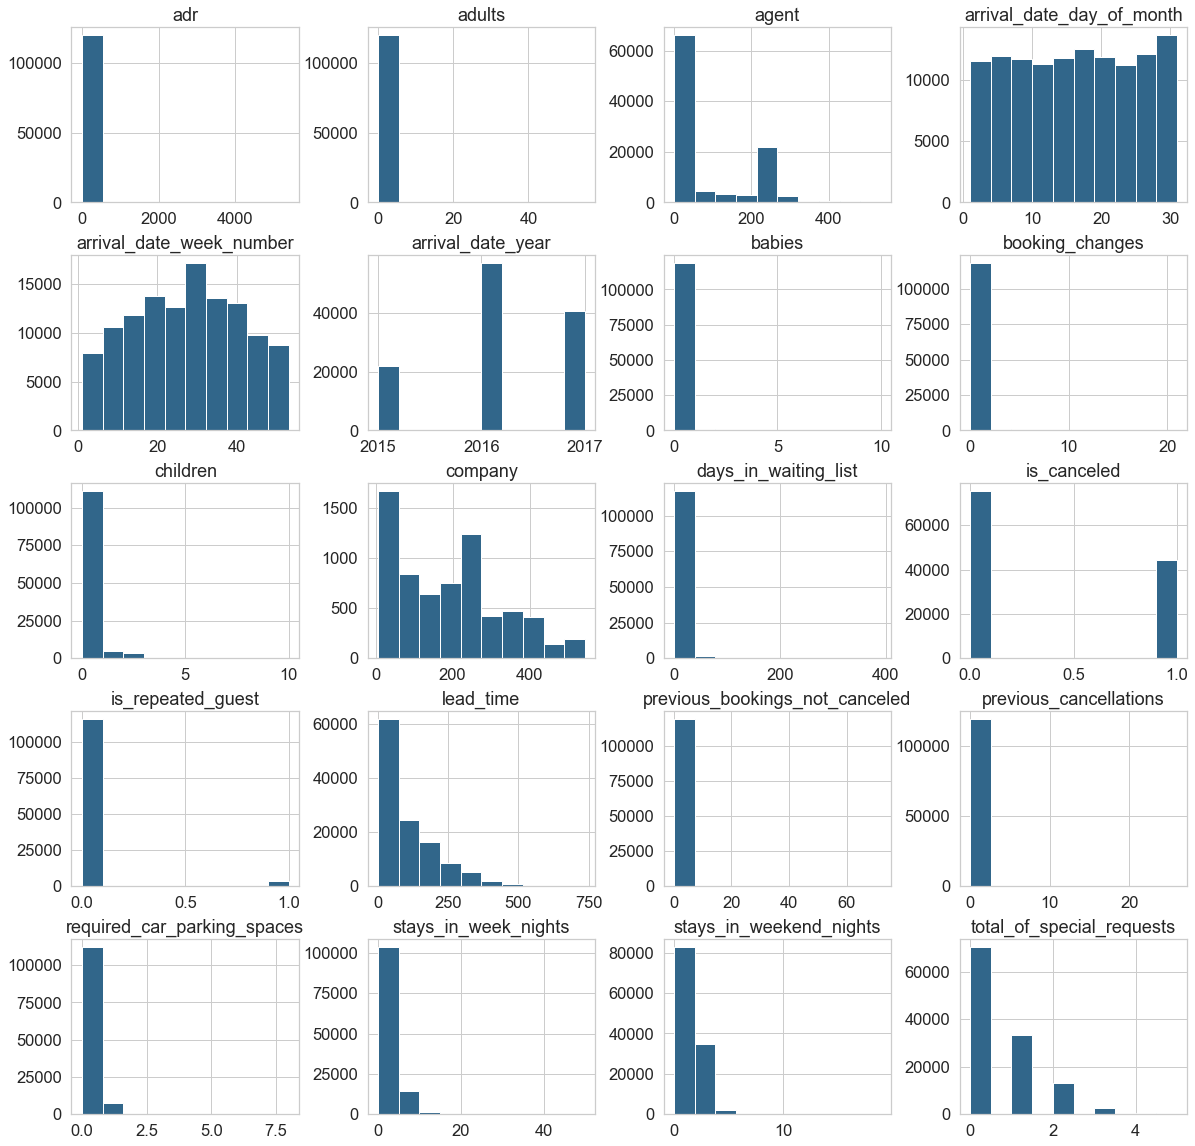 adr adults agent arrival_date_day_of_month
100000 100000 60000 10000
50000 50000 40000 5000
20000
0 0 0 0
0 2000 4000 0 20 40 0 200 400 0 10 20 30
arrival_date_week_number arrival_date_year babies booking_changes
15000 40000 100000 100000
10000 20000 75000 75000
5000 50000 50000
25000 25000
0 0 0 0
0 20 40 2015 2016 2017 0 5 10 0 10 20
children company days_in_waiting_list is_canceled
100000 1500 100000 60000
75000 1000 75000 40000
50000 500 50000 20000
25000 25000
0 0 0 0
0 5 10 0 200 400 0 200 400 0.0 0.5 1.0
is_repeated_guest lead_time previous_bookings_not_canceled previous_cancellations
100000 60000 100000 100000
75000 40000 75000 50000
50000 20000 50000
25000 25000
0 0 0 0
0.0 0.5 1.0 0 250 500 750 0 20 40 60 0 10 20
required_car_parking_spaces stays_in_week_nights stays_in_weekend_nights total_of_special_requests
100000 100000 80000 60000
75000 75000 60000 40000
50000 50000 40000 20000
25000 25000 20000
0 0 0 0
0.0 2.5 5.0 7.5 0 20 40 0 10 0 2 4